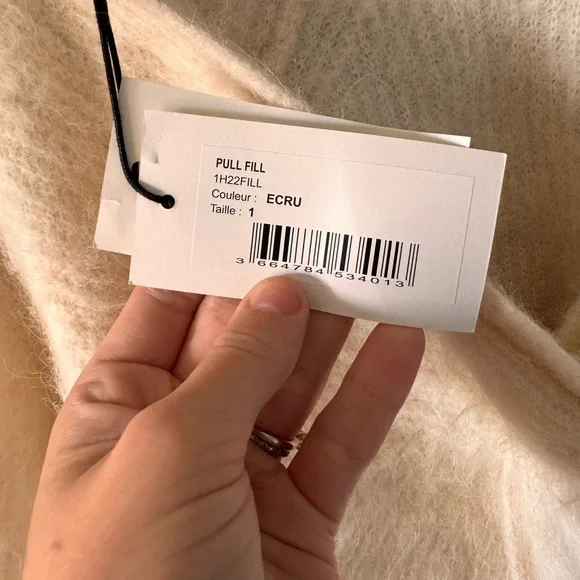 PULL FILL
1H22FILL
Couleur : ECRU
Taille : 1
3 664784 534013